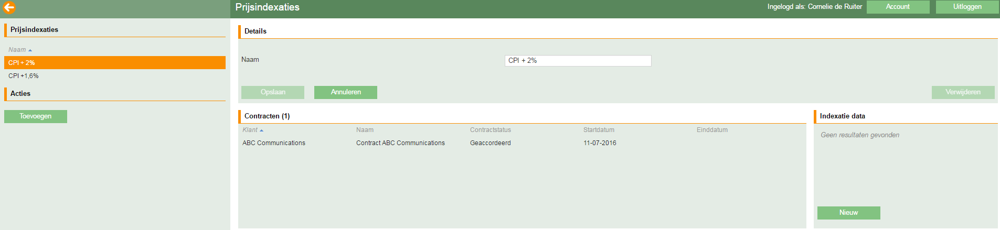 Prijsindexaties
Ingelogd als: Cornelie de Ruiter
Account
Uitloggen
Prijsindexaties
Naam
CPI + 2%
CPI +1,6%
Acties
Toevoegen
Details
Naam
CPI + 2%
Opslaan
Annuleren
Verwijderen
Contracten (1)
Klant Naam Contractstatus Startdatum Einddatum
ABC Communications Contract ABC Communications Geaccordeerd 11-07-2016
Indexatie data
Geen resultaten gevonden
Nieuw